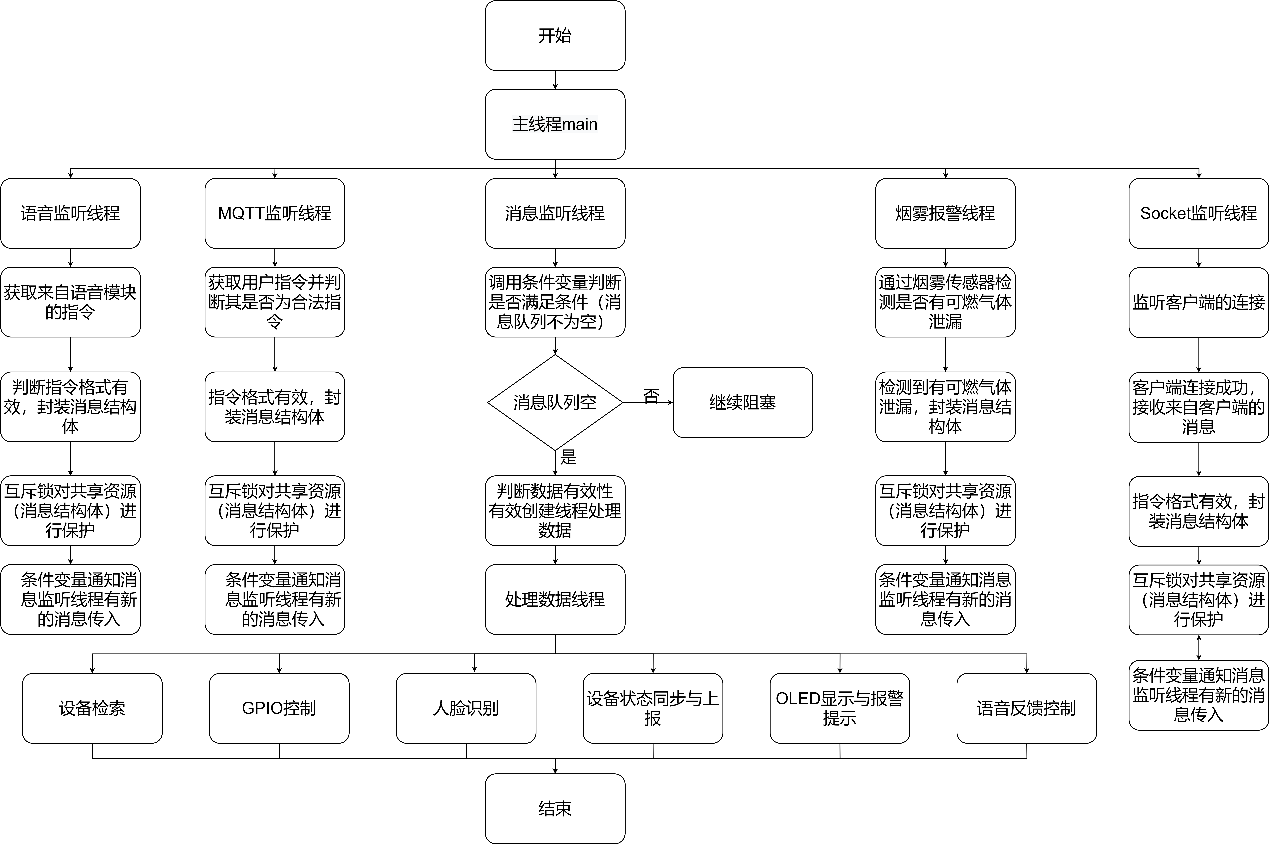 开始
主线程main
语音监听线程
MQTT监听线程
消息监听线程
烟雾报警线程
Socket监听线程
获取来自语音模块
的指令
获取用户指令并判
断其是否为合法指
令
调用条件变量判断
是否满足条件（消
息队列不为空）
通过烟雾传感器检
测是否有可燃气体
泄漏
监听客户端的连接
判断指令格式有
效，封装消息结构
体
指令格式有效，封
装消息结构体
消息队列空
否
继续阻塞
检测到有可燃气体
泄漏，封装消息结
构体
客户端连接成功，
接收来自客户端的
消息
是
互斥锁对共享资源
（消息结构体）进
行保护
互斥锁对共享资源
（消息结构体）进
行保护
判断数据有效性
有效创建线程处理
数据
互斥锁对共享资源
（消息结构体）进
行保护
指令格式有效，封
装消息结构体
条件变量通知消
息监听线程有新
的消息传入
条件变量通知消
息监听线程有新
的消息传入
处理数据线程
条件变量通知消息
监听线程有新的消
息传入
互斥锁对共享资源
（消息结构体）进
行保护
设备检索
GPIO控制
人脸识别
设备状态同步与上
报
OLED显示与报警
提示
语音反馈控制
条件变量通知消息
监听线程有新的消
息传入
结束